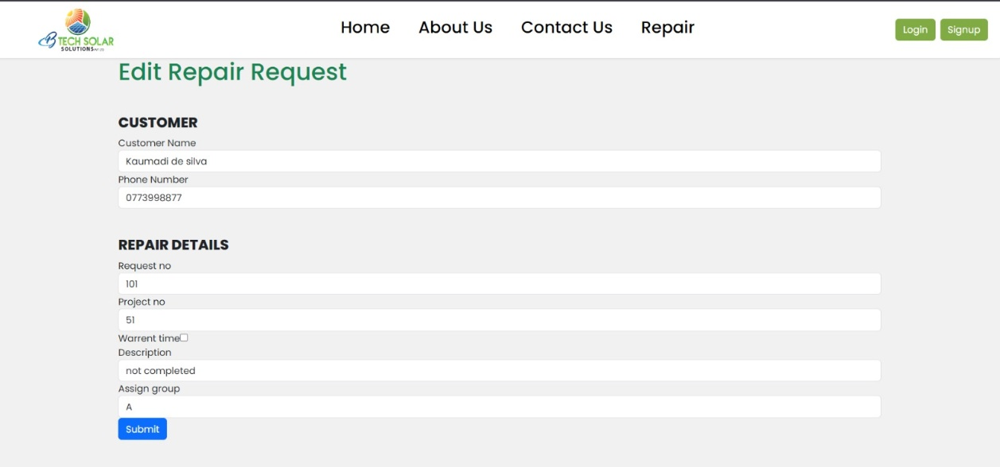 Home About Us Contact Us Repair Login Signup
B TECH SOLAR
SOLUTIONS
Edit Repair Request
CUSTOMER
Customer Name
Kaumadi de silva
Phone Number
0773998877
REPAIR DETAILS
Request no
101
Project no
51
Warrent time
Description
not completed
Assign group
A
Submit